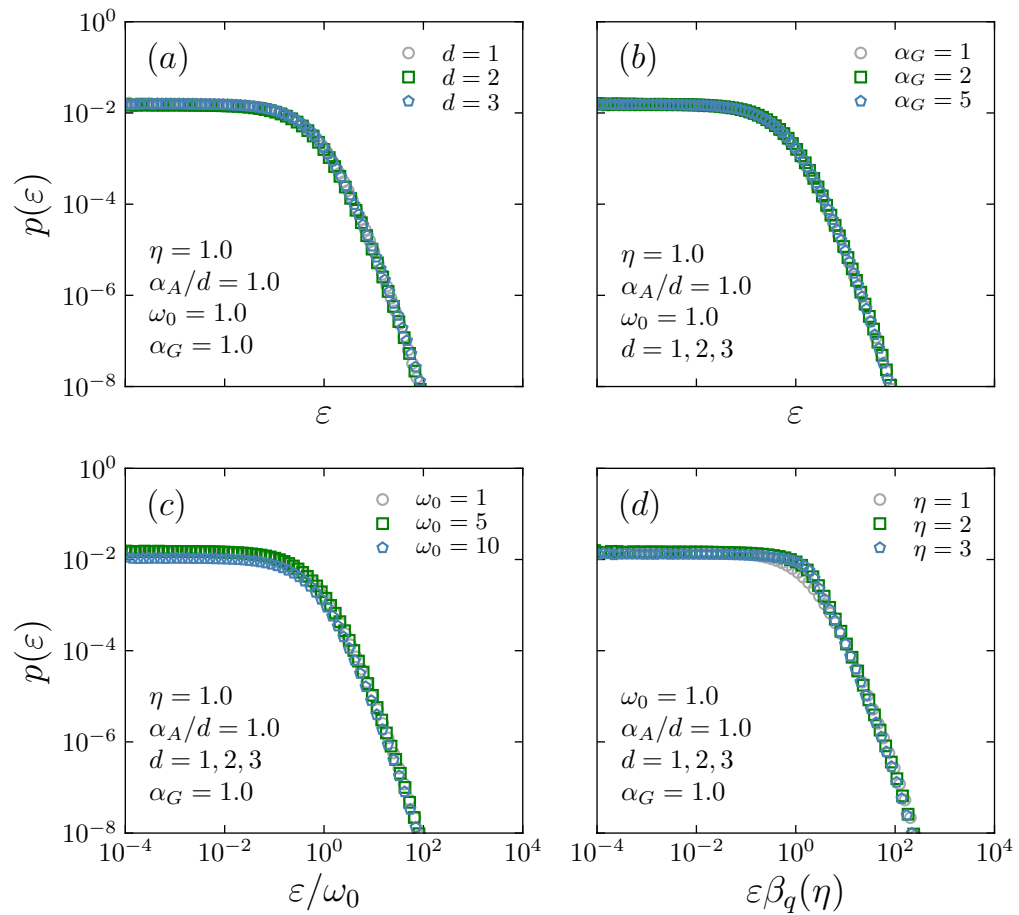 (a)
d = 1
d = 2
d = 3
η = 1.0
α_A/d = 1.0
ω_0 = 1.0
α_G = 1.0
p(ε)
10^0
10^{-2}
10^{-4}
10^{-6}
10^{-8}
ε
(b)
α_G = 1
α_G = 2
α_G = 5
η = 1.0
α_A/d = 1.0
ω_0 = 1.0
d = 1, 2, 3
ε
(c)
ω_0 = 1
ω_0 = 5
ω_0 = 10
η = 1.0
α_A/d = 1.0
d = 1, 2, 3
α_G = 1.0
p(ε)
10^0
10^{-2}
10^{-4}
10^{-6}
10^{-8}
10^{-4} 10^{-2} 10^0 10^2 10^4
ε/ω_0
(d)
η = 1
η = 2
η = 3
ω_0 = 1.0
α_A/d = 1.0
d = 1, 2, 3
α_G = 1.0
10^{-4} 10^{-2} 10^0 10^2 10^4
εβ_q(η)